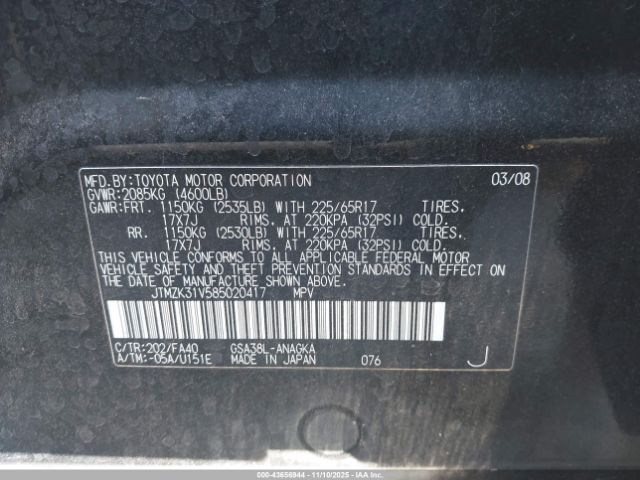 MFD.BY:TOYOTA MOTOR CORPORATION 03/08
GVWR:2085KG (4600LB)
GAWR:FRT. 1150KG (2535LB) WITH 225/65R17 TIRES.
17X7J RIMS. AT 220KPA (32PSI) COLD.
RR. 1150KG (2530LB) WITH 225/65R17 TIRES.
17X7J RIMS. AT 220KPA (32PSI) COLD.
THIS VEHICLE CONFORMS TO ALL APPLICABLE FEDERAL MOTOR
VEHICLE SAFETY AND THEFT PREVENTION STANDARDS IN EFFECT
ON THE DATE OF MANUFACTURE SHOWN ABOVE.
JTMZK31V585020417 MPV
C/TR:202/FA40 GSA38L-ANAGKA
A/TM:-05A/U151E MADE IN JAPAN 076 J
000-43656944 - 11/10/2025 - IAAI.COM